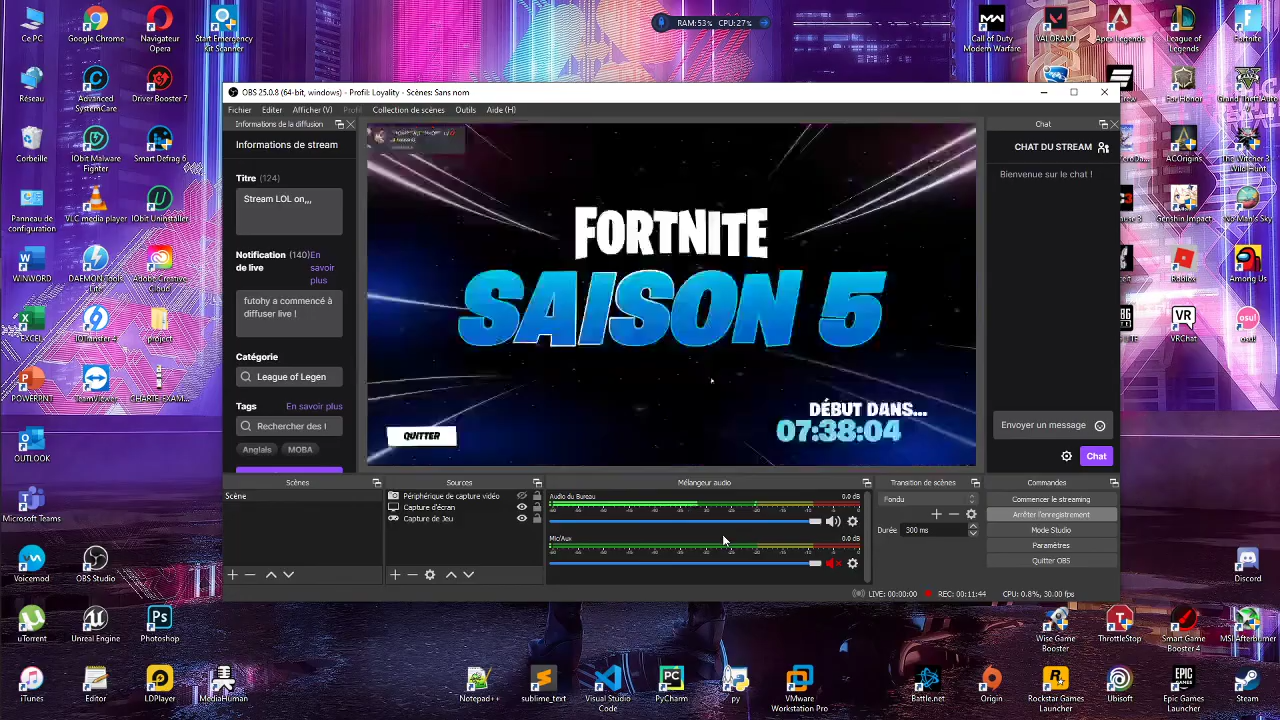 RAM:53% CPU:27%
Ce PC
Google Chrome
Navigateur Opera
Start Emergency kit Scanner
Call of Duty Modern Warfare
VALORANT
Apex Legends
League of Legends
Fortnite
Réseau
Advanced SystemCare
Driver Booster 7
For Honor
Grand Theft Auto
Corbeille
IObit Malware Fighter
Smart Defrag 6
ACOrigins
The Witcher 3 Wild Hunt
Panneau de configuration
VLC media player
IObit Uninstaller
Genshin Impact
No Man's Sky
WINWORD
DAEMON Tools Lite
Adobe Creative Cloud
Roblox
Among Us
EXCEL
iOTransfer 4
project
VRChat
osu!
POWERPNT
TeamViewer
CHARTE EXAM...
OUTLOOK
Microsoft Teams
Voicemod
OBS Studio
Discord
uTorrent
Unreal Engine
Photoshop
Wise Game Booster
ThrottleStop
Smart Game Booster 4
MSI Afterburner
iTunes
Editor
LDPlayer
Notepad++
sublime_text
Visual Studio Code
PyCharm
py
VMware Workstation Pro
Battle.net
Origin
Rockstar Games Launcher
Ubisoft
Epic Games Launcher
Steam
OBS 25.0.8 (64-bit, windows) - Profil: Loyality - Scènes: Sans nom
Fichier Editer Afficher (V) Profil Collection de scènes Outils Aide (H)
Informations de la diffusion
Informations de stream
Titre (124)
Stream LOL on,,,
Notification (140) En savoir plus
de live
futohy a commencé à
diffuser live !
Catégorie
League of Legen
Tags En savoir plus
Rechercher des t
Anglais MOBA
FORTNITE
SAISON 5
DÉBUT DANS...
07:38:04
QUITTER
Chat
CHAT DU STREAM
Bienvenue sur le chat !
Envoyer un message
Chat
Scènes
Scène
Sources
Périphérique de capture vidéo
Capture d'écran
Capture de Jeu
Mélangeur audio
Audio du Bureau 0.0 dB
Mic/Aux 0.0 dB
Transition de scènes
Fondu
Durée 300 ms
Commandes
Commencer le streaming
Arrêter l'enregistrement
Mode Studio
Paramètres
Quitter OBS
LIVE: 00:00:00 REC: 00:11:44 CPU: 0.8%, 30.00 fps